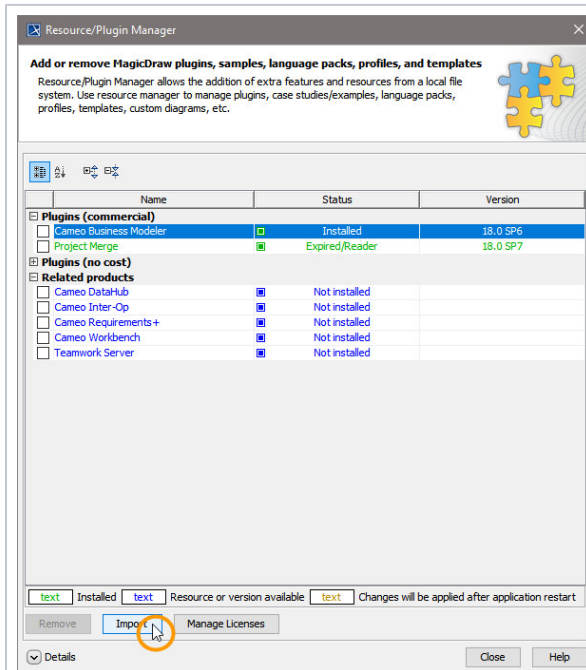 Resource/Plugin Manager
Add or remove MagicDraw plugins, samples, language packs, profiles, and templates
Resource/Plugin Manager allows the addition of extra features and resources from a local file
system. Use resource manager to manage plugins, case studies/examples, language packs,
profiles, templates, custom diagrams, etc.
Name Status Version
Plugins (commercial)
Cameo Business Modeler Installed 18.0 SP6
Project Merge Expired/Reader 18.0 SP7
Plugins (no cost)
Related products
Cameo DataHub Not installed
Cameo Inter-Op Not installed
Cameo Requirements+ Not installed
Cameo Workbench Not installed
Teamwork Server Not installed
text Installed text Resource or version available text Changes will be applied after application restart
Remove Import Manage Licenses
Details Close Help